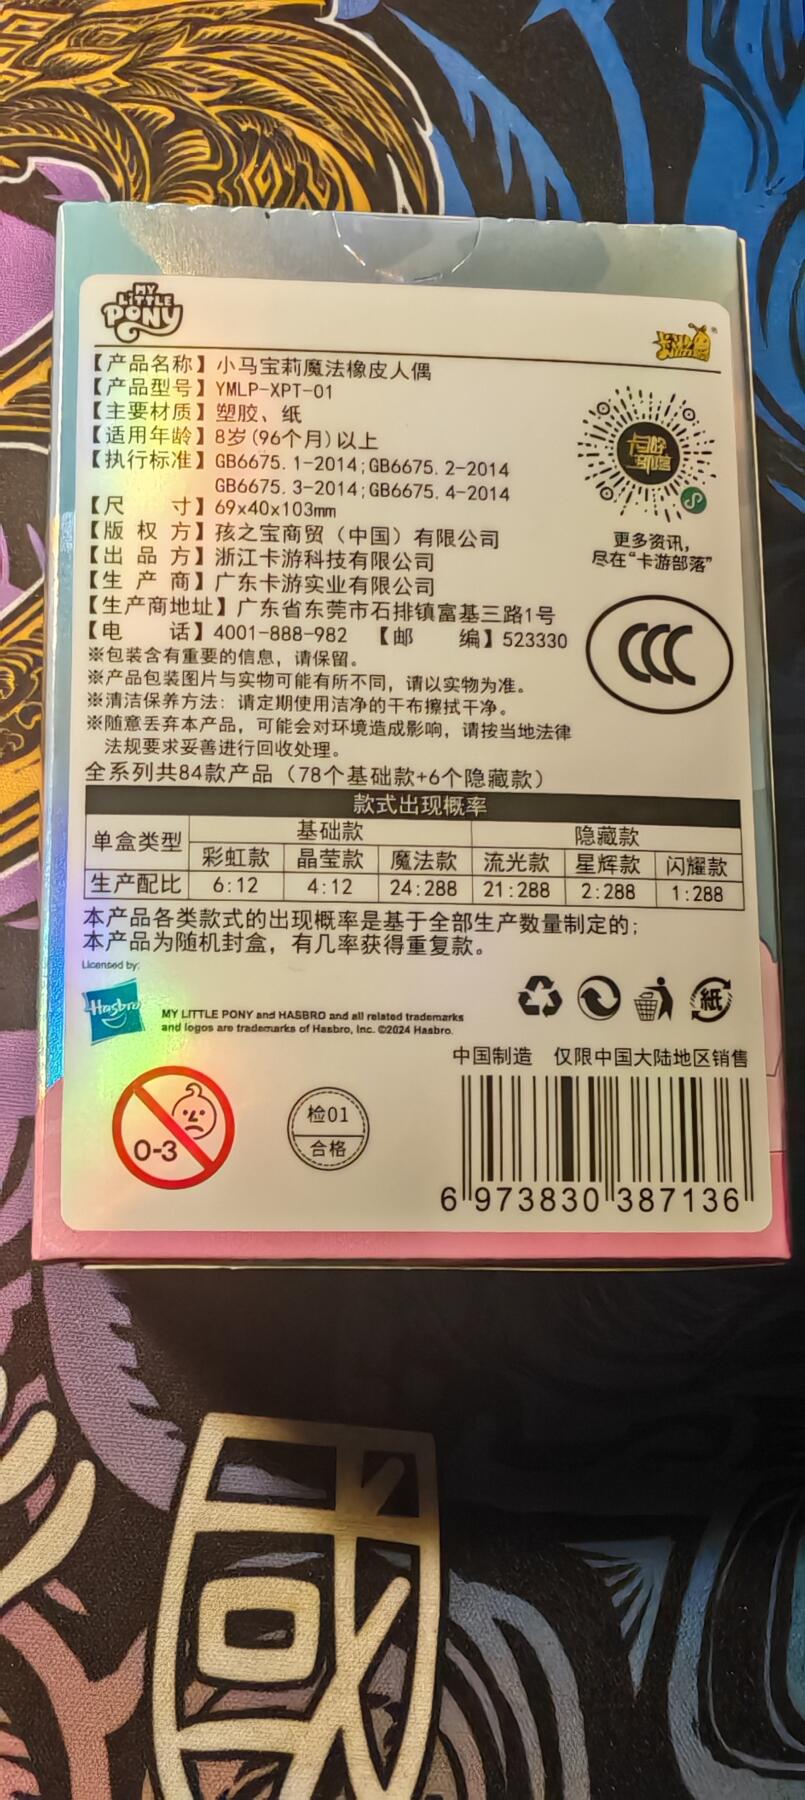 MY
LITTLE
PONY
卡游
【产品名称】小马宝莉魔法橡皮人偶
【产品型号】YMLP-XPT-01
【主要材质】塑胶、纸
【适用年龄】8岁(96个月)以上
【执行标准】GB6675.1-2014;GB6675.2-2014
GB6675.3-2014;GB6675.4-2014
【尺 寸】69x40x103mm
【版 权 方】孩之宝商贸（中国）有限公司
【出 品 方】浙江卡游科技有限公司
【生 产 商】广东卡游实业有限公司
【生产商地址】广东省东莞市石排镇富基三路1号
【电 话】4001-888-982 【邮 编】523330
卡游
部落
更多资讯,
尽在“卡游部落”
CCC
※包装含有重要的信息，请保留。
※产品包装图片与实物可能有所不同，请以实物为准。
※清洁保养方法：请定期使用洁净的干布擦拭干净。
※随意丢弃本产品，可能会对环境造成影响，请按当地法律
法规要求妥善进行回收处理。
全系列共84款产品（78个基础款+6个隐藏款）
款式出现概率
单盒类型 基础款 隐藏款
彩虹款 晶莹款 魔法款 流光款 星辉款 闪耀款
生产配比 6:12 4:12 24:288 21:288 2:288 1:288
本产品各类款式的出现概率是基于全部生产数量制定的；
本产品为随机封盒，有几率获得重复款。
Licensed by:
Hasbro
MY LITTLE PONY and HASBRO and all related trademarks
and logos are trademarks of Hasbro, Inc. ©2024 Hasbro.
紙
中国制造 仅限中国大陆地区销售
0-3
检01
合格
6 973830 387136
國